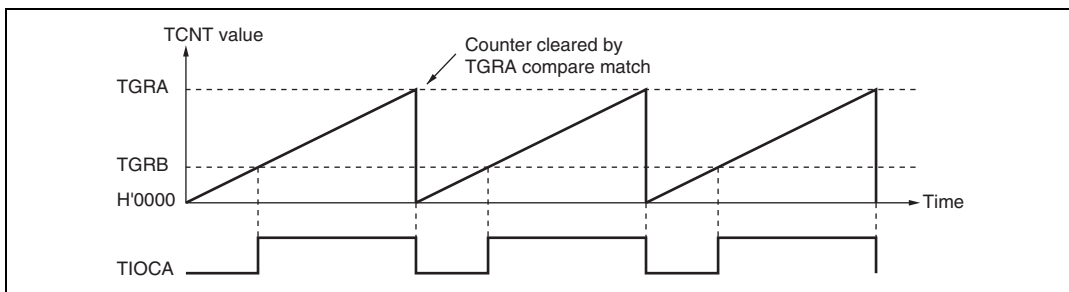 TCNT value
Counter cleared by
TGRA compare match
TGRA
TGRB
H'0000
Time
TIOCA